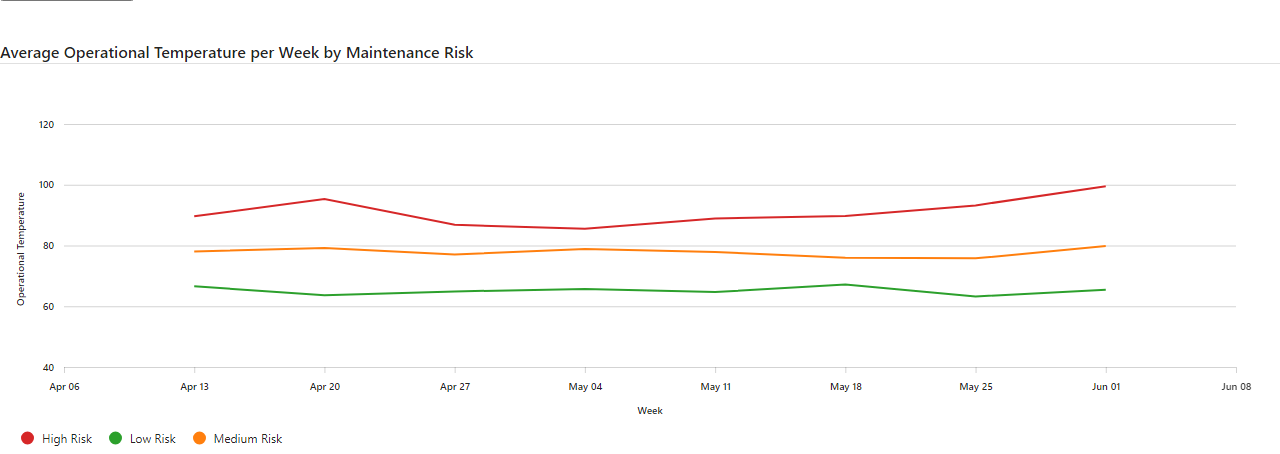 Average Operational Temperature per Week by Maintenance Risk
120
100
80
60
40
Operational Temperature
Apr 06 Apr 13 Apr 20 Apr 27 May 04 May 11 May 18 May 25 Jun 01 Jun 08
Week
High Risk Low Risk Medium Risk